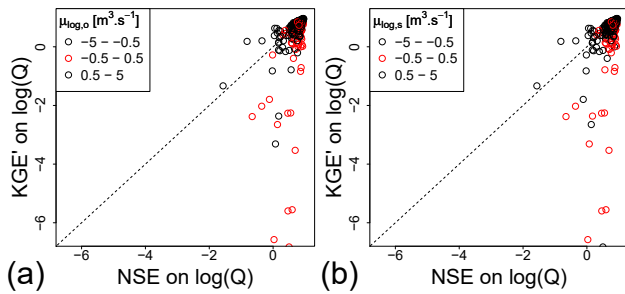 μlog,o [m³.s⁻¹]
−5 − −0.5
−0.5 − 0.5
0.5 − 5
KGE' on log(Q)
0
−2
−4
−6
−6
−4
−2
0
NSE on log(Q)
(a)
μlog,s [m³.s⁻¹]
−5 − −0.5
−0.5 − 0.5
0.5 − 5
KGE' on log(Q)
0
−2
−4
−6
−6
−4
−2
0
NSE on log(Q)
(b)